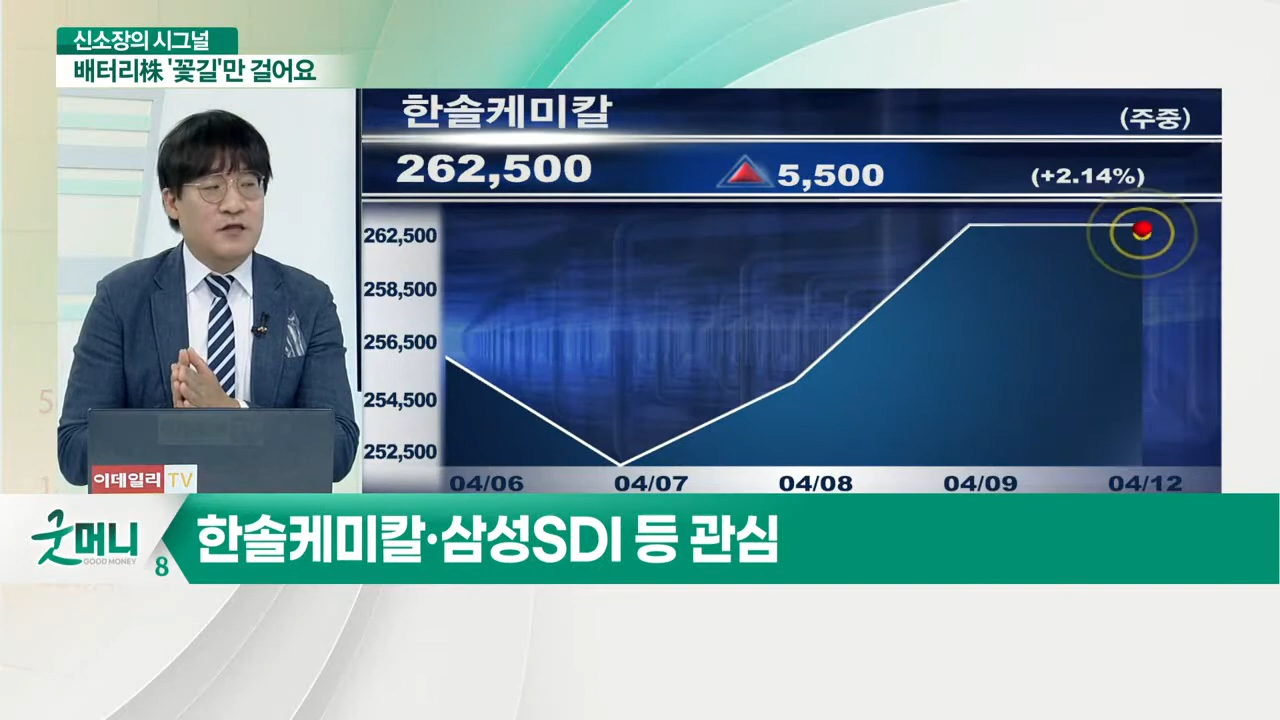 신소장의 시그널
배터리株 '꽃길'만 걸어요
한솔케미칼
(주중)
262,500
5,500
(+2.14%)
262,500
258,500
256,500
254,500
252,500
04/06
04/07
04/08
04/09
04/12
이데일리 TV
굿머니
GOOD MONEY
8
한솔케미칼·삼성SDI 등 관심
5
1